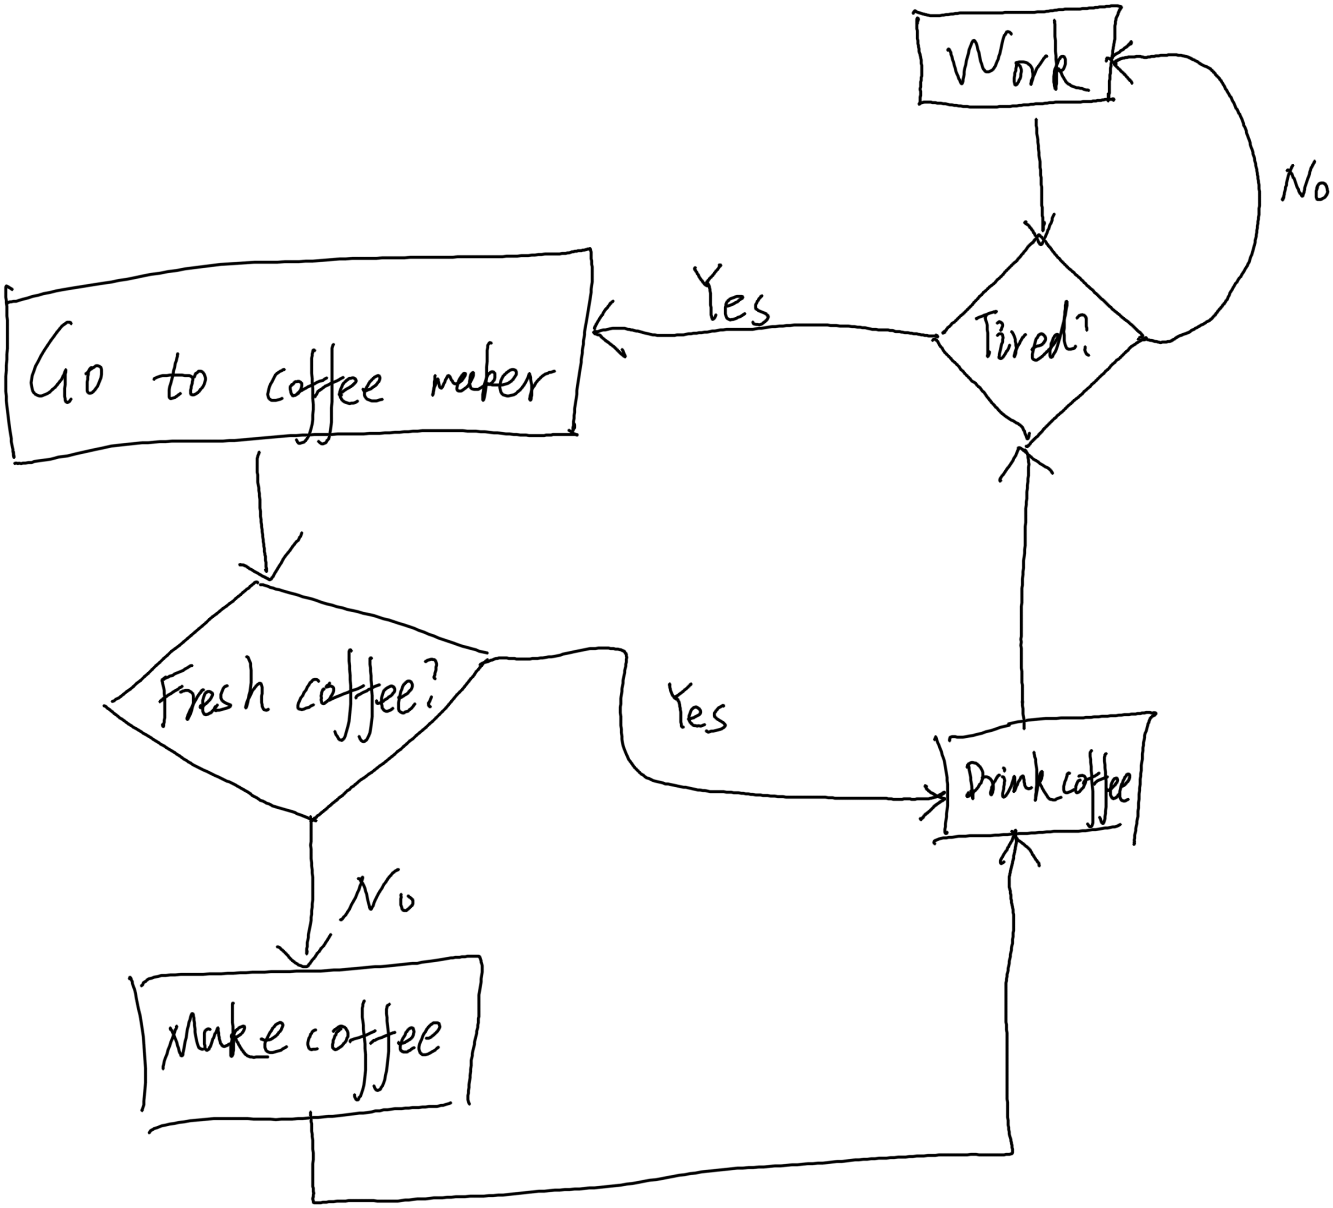 Work
No
Yes
Tired?
Go to coffee maker
Fresh coffee?
Yes
Drink coffee
No
Make coffee